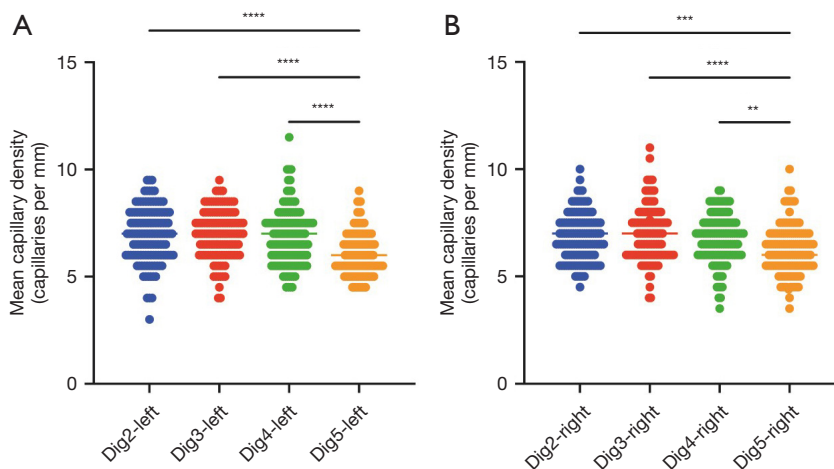 A
****
****
****
15
10
5
0
Mean capillary density
(capillaries per mm)
Dig2-left
Dig3-left
Dig4-left
Dig5-left
B
***
****
**
15
10
5
0
Mean capillary density
(capillaries per mm)
Dig2-right
Dig3-right
Dig4-right
Dig5-right